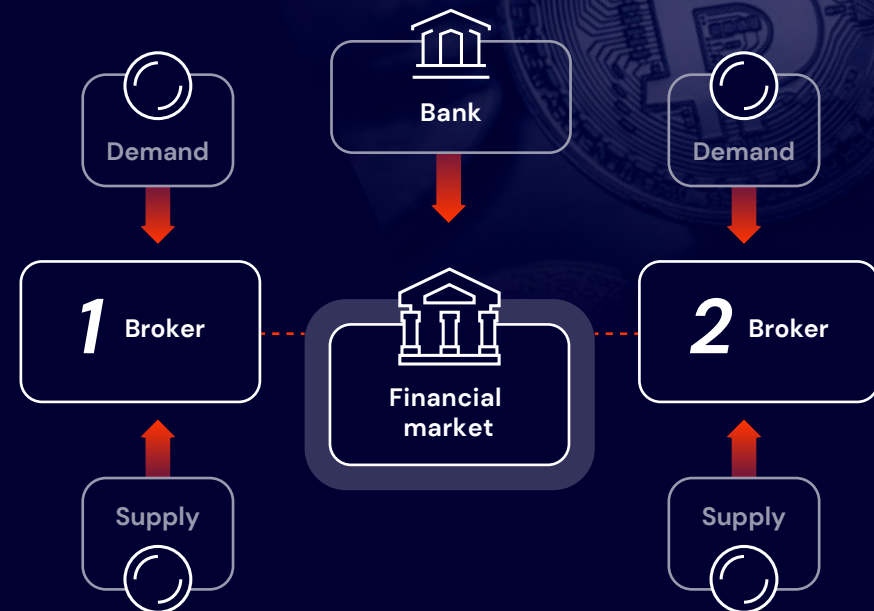 Demand
Bank
Demand
1 Broker
Financial
market
2 Broker
Supply
Supply